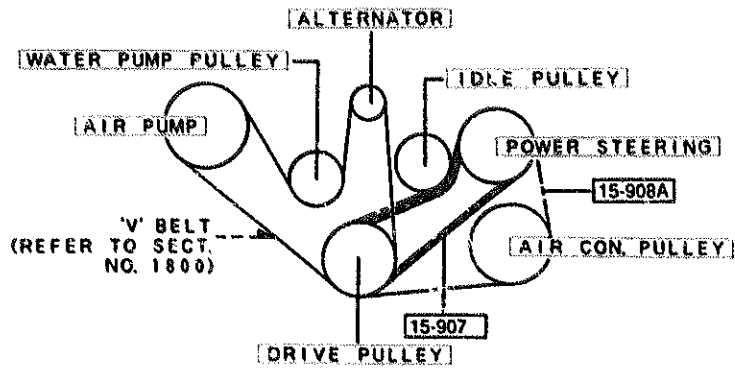 ALTERNATOR
WATER PUMP PULLEY
IDLE PULLEY
AIR PUMP
POWER STEERING
15-908A
'V' BELT
(REFER TO SECT.
NO. 1800)
AIR CON. PULLEY
15-907
DRIVE PULLEY